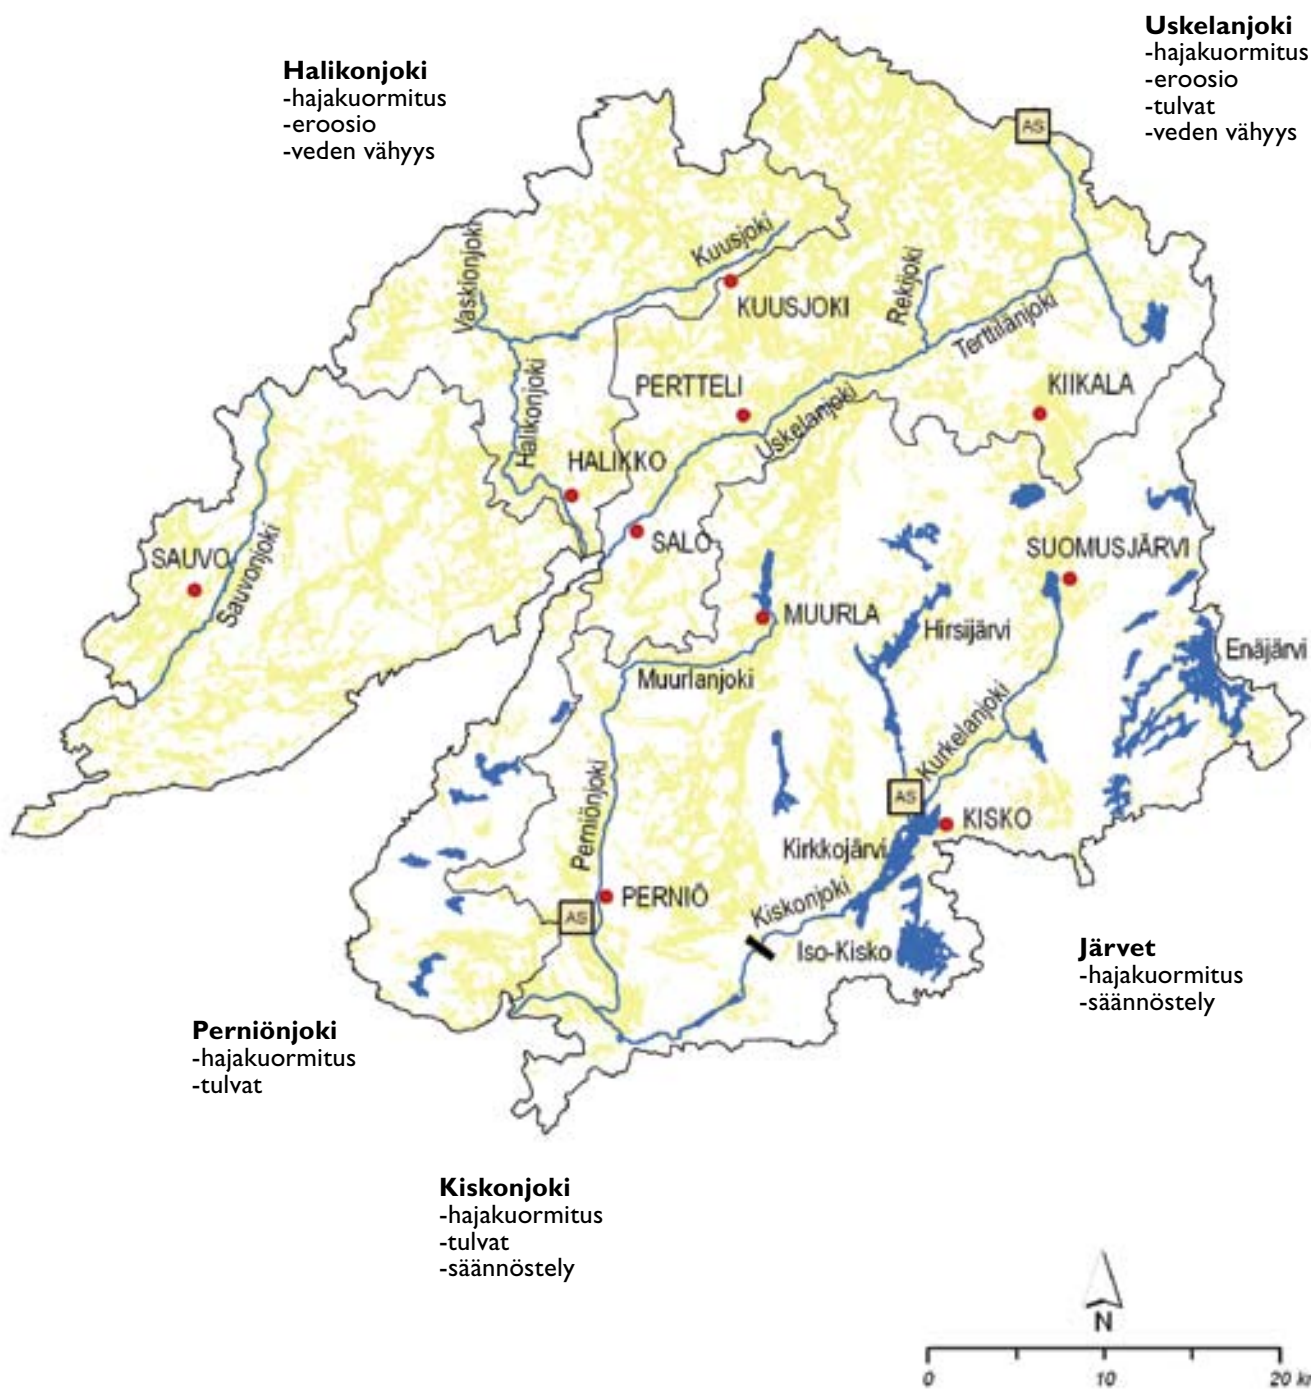 Uskelanjoki
-hajakuormitus
-eroosio
-tulvat
-veden vähyys
Halikonjoki
-hajakuormitus
-eroosio
-veden vähyys
AS
Vaskionjoki
Kuusjoki
KUUSJOKI
Rekijoki
Terttilänjoki
Halikonjoki
PERTTELI
Uskelanjoki
KIIKALA
HALIKKO
SALO
SUOMUSJÄRVI
SAUVO
Sauvonjoki
MUURLA
Hirsijärvi
Enäjärvi
Muurlanjoki
Kurkelanjoki
Perniönjoki
AS
KISKO
Kirkkojärvi
PERNIÖ
AS
Kiskonjoki
Iso-Kisko
Järvet
-hajakuormitus
-säännöstely
Perniönjoki
-hajakuormitus
-tulvat
Kiskonjoki
-hajakuormitus
-tulvat
-säännöstely
N
0 10 20